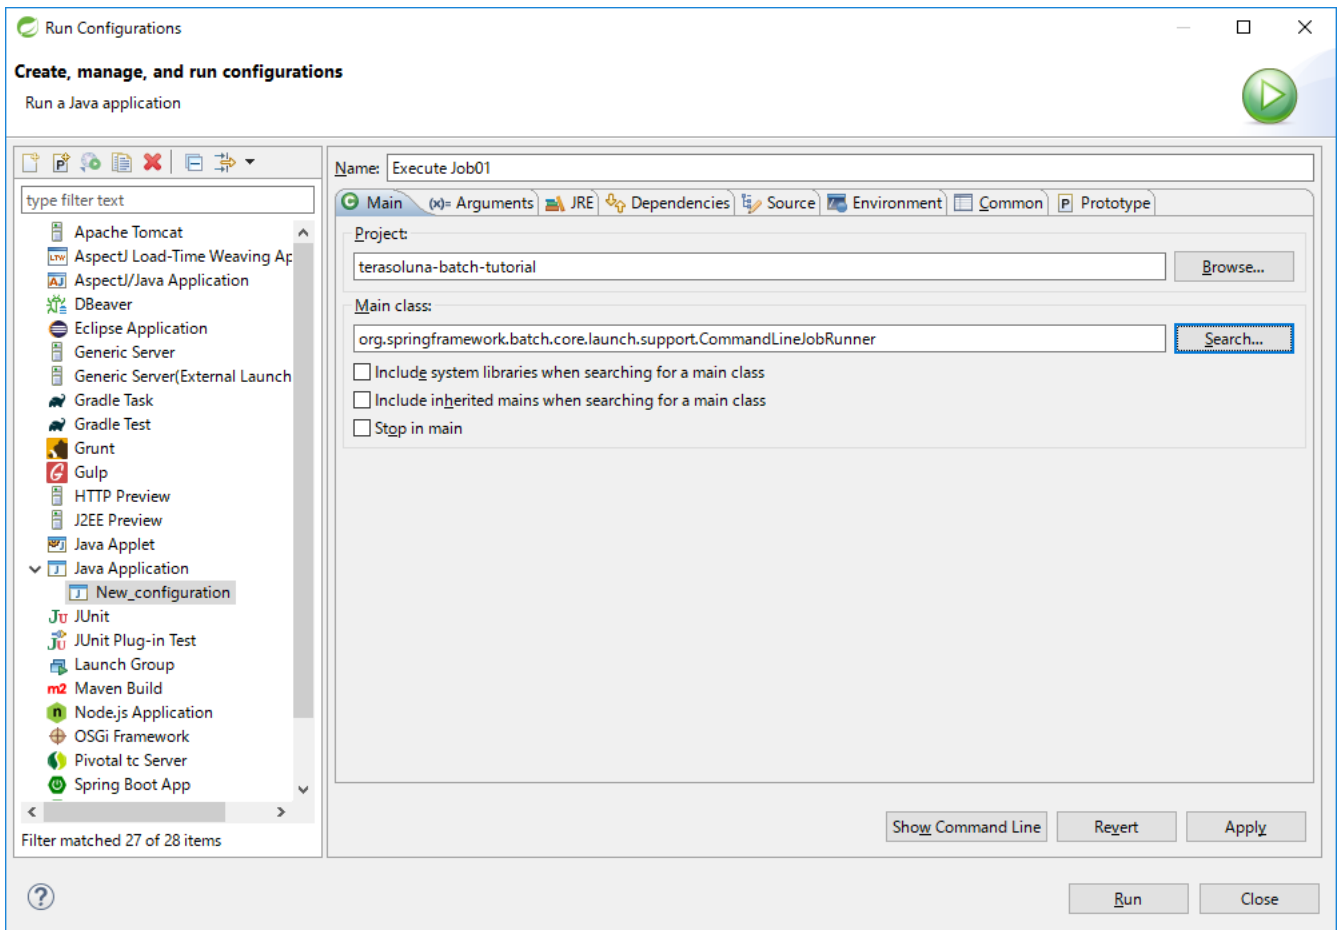 Run Configurations
Create, manage, and run configurations
Run a Java application
type filter text
Apache Tomcat
AspectJ Load-Time Weaving Ap
AspectJ/Java Application
DBeaver
Eclipse Application
Generic Server
Generic Server(External Launch
Gradle Task
Gradle Test
Grunt
Gulp
HTTP Preview
J2EE Preview
Java Applet
Java Application
New_configuration
JUnit
JUnit Plug-in Test
Launch Group
m2 Maven Build
Node.js Application
OSGi Framework
Pivotal tc Server
Spring Boot App
Filter matched 27 of 28 items
Name: Execute Job01
Main (x)= Arguments JRE Dependencies Source Environment Common Prototype
Project:
terasoluna-batch-tutorial Browse...
Main class:
org.springframework.batch.core.launch.support.CommandLineJobRunner Search...
Include system libraries when searching for a main class
Include inherited mains when searching for a main class
Stop in main
Show Command Line Revert Apply
Run Close